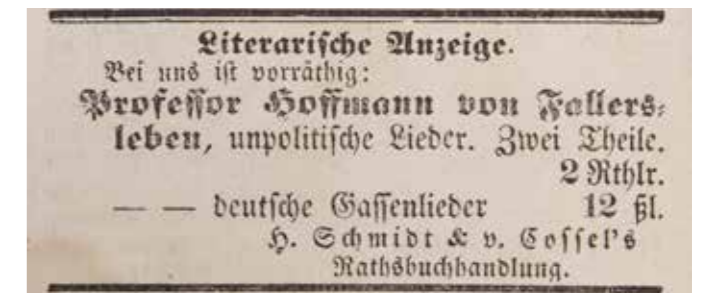 Literarische Anzeige.
Bei uns ist vorräthig:
Professor Hoffmann von Fallers-
leben, unpolitische Lieder. Zwei Theile.
2 Rthlr.
— — deutsche Gassenlieder 12 ßl.
H. Schmidt & v. Cossel's
Rathsbuchhandlung.